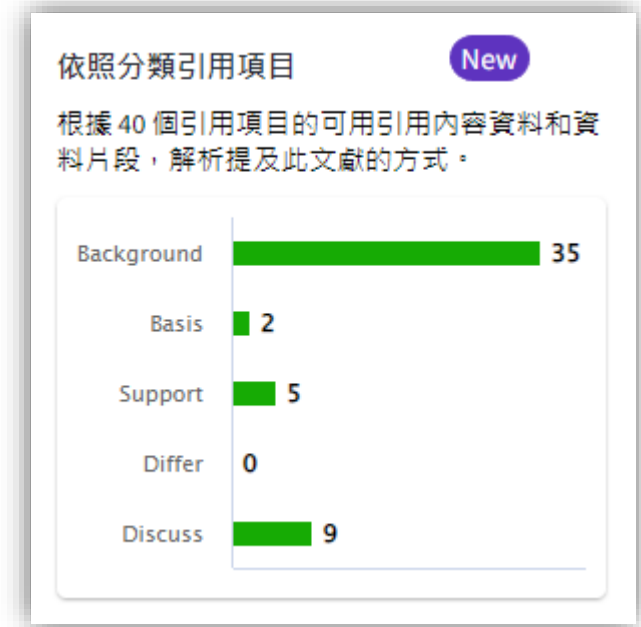 依照分類引用項目 New
根據 40 個引用項目的可用引用內容資料和資
料片段，解析提及此文獻的方式。
Background 35
Basis 2
Support 5
Differ 0
Discuss 9